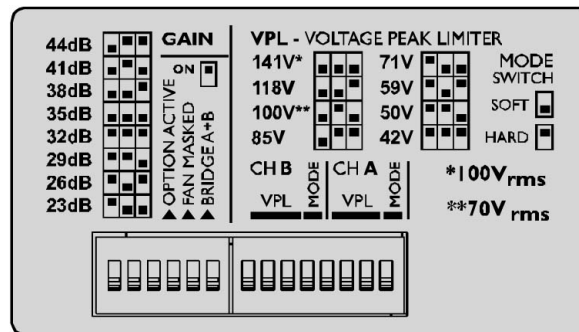 44dB
41dB
38dB
35dB
32dB
29dB
26dB
23dB
GAIN
ON
OPTION ACTIVE
FAN MASKED
BRIDGE A+B
VPL - VOLTAGE PEAK LIMITER
141V* 71V
118V 59V
100V** 50V
85V 42V
MODE
SWITCH
SOFT
HARD
CH B CH A
VPL MODE VPL MODE
*100Vrms
**70Vrms